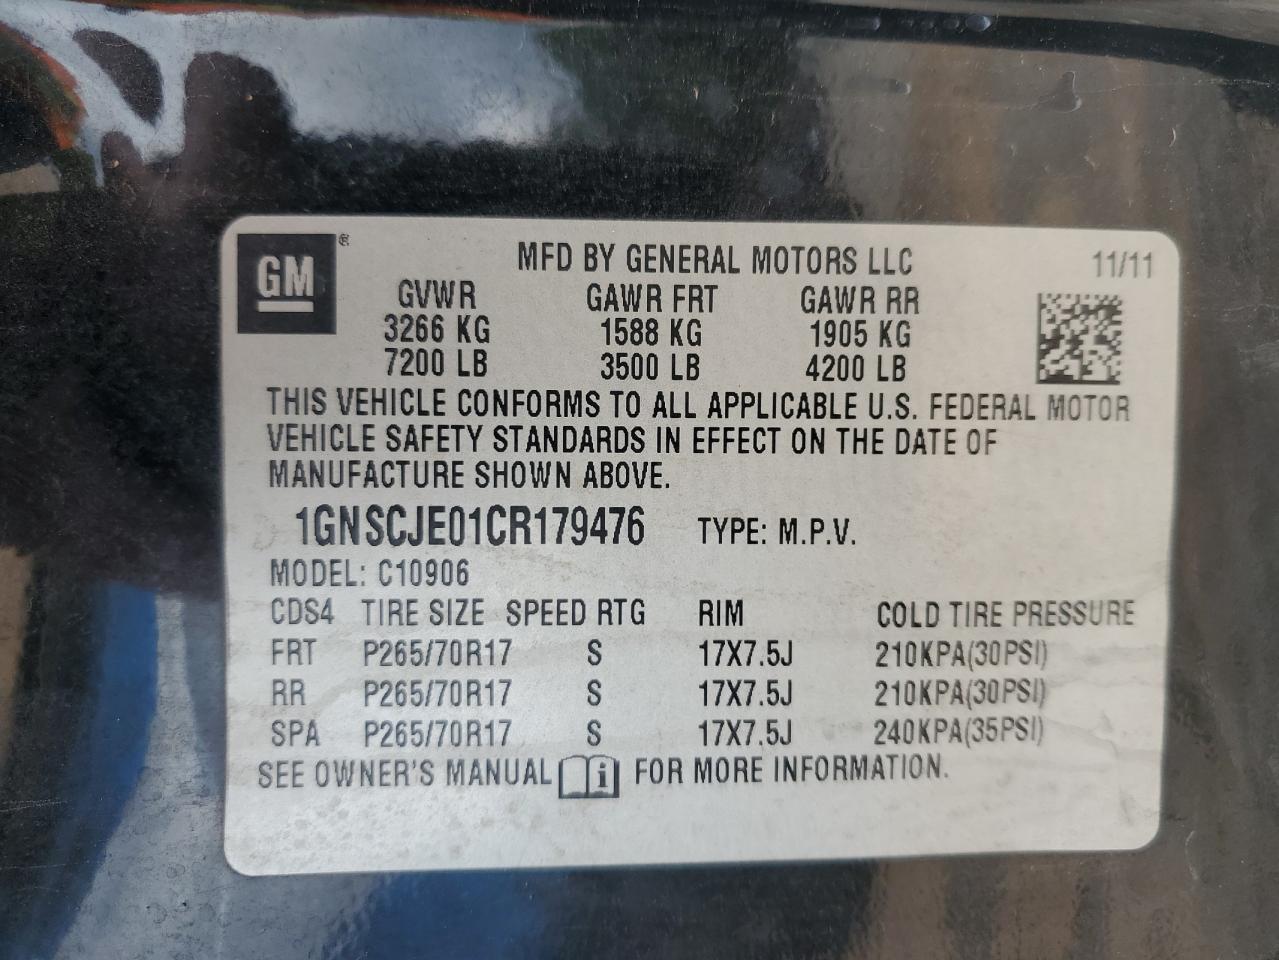 GM ®
MFD BY GENERAL MOTORS LLC 11/11
GVWR GAWR FRT GAWR RR
3266 KG 1588 KG 1905 KG
7200 LB 3500 LB 4200 LB
THIS VEHICLE CONFORMS TO ALL APPLICABLE U.S. FEDERAL MOTOR
VEHICLE SAFETY STANDARDS IN EFFECT ON THE DATE OF
MANUFACTURE SHOWN ABOVE.
1GNSCJE01CR179476 TYPE: M.P.V.
MODEL: C10906
CDS4 TIRE SIZE SPEED RTG RIM COLD TIRE PRESSURE
FRT P265/70R17 S 17X7.5J 210KPA(30PSI)
RR P265/70R17 S 17X7.5J 210KPA(30PSI)
SPA P265/70R17 S 17X7.5J 240KPA(35PSI)
SEE OWNER'S MANUAL i FOR MORE INFORMATION.